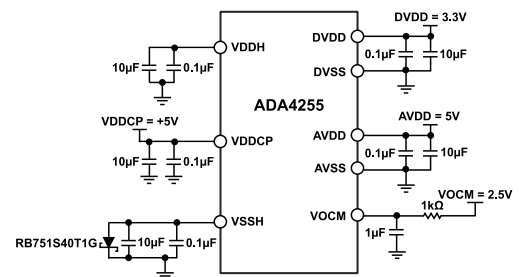 DVDD = 3.3V
VDDH
DVDD
10μF
0.1μF
0.1μF
10μF
DVSS
ADA4255
VDDCP = +5V
AVDD = 5V
VDDCP
AVDD
10μF
0.1μF
0.1μF
10μF
AVSS
VOCM = 2.5V
1kΩ
VSSH
VOCM
RB751S40T1G
10μF
0.1μF
1μF